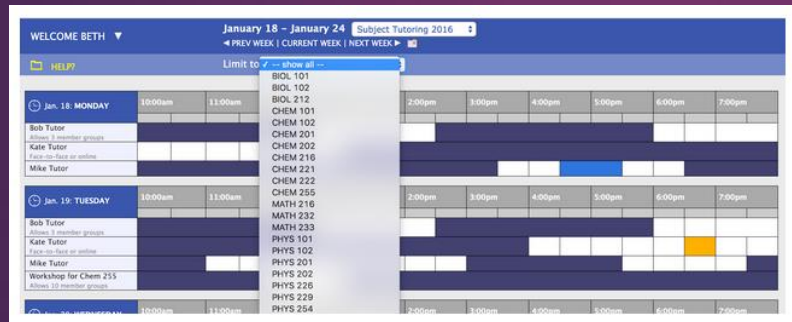 WELCOME BETH ▼
January 18 – January 24 Subject Tutoring 2016
◄ PREV WEEK | CURRENT WEEK | NEXT WEEK ►
HELP?
Limit to ✓ -- show all --
BIOL 101
BIOL 102
BIOL 212
CHEM 101
CHEM 102
CHEM 201
CHEM 202
CHEM 216
CHEM 221
CHEM 222
CHEM 255
MATH 216
MATH 232
MATH 233
PHYS 101
PHYS 102
PHYS 201
PHYS 202
PHYS 226
PHYS 229
PHYS 254
Jan. 18: MONDAY 10:00am 11:00am 2:00pm 3:00pm 4:00pm 5:00pm 6:00pm 7:00pm
Bob Tutor
Allows 3 member groups
Kate Tutor
Face-to-face or online
Mike Tutor
Jan. 19: TUESDAY 10:00am 11:00am 2:00pm 3:00pm 4:00pm 5:00pm 6:00pm 7:00pm
Bob Tutor
Allows 3 member groups
Kate Tutor
Face-to-face or online
Mike Tutor
Workshop for Chem 255
Allows 10 member groups
Jan. 20: WEDNESDAY 10:00am 11:00am 2:00pm 3:00pm 4:00pm 5:00pm 6:00pm 7:00pm